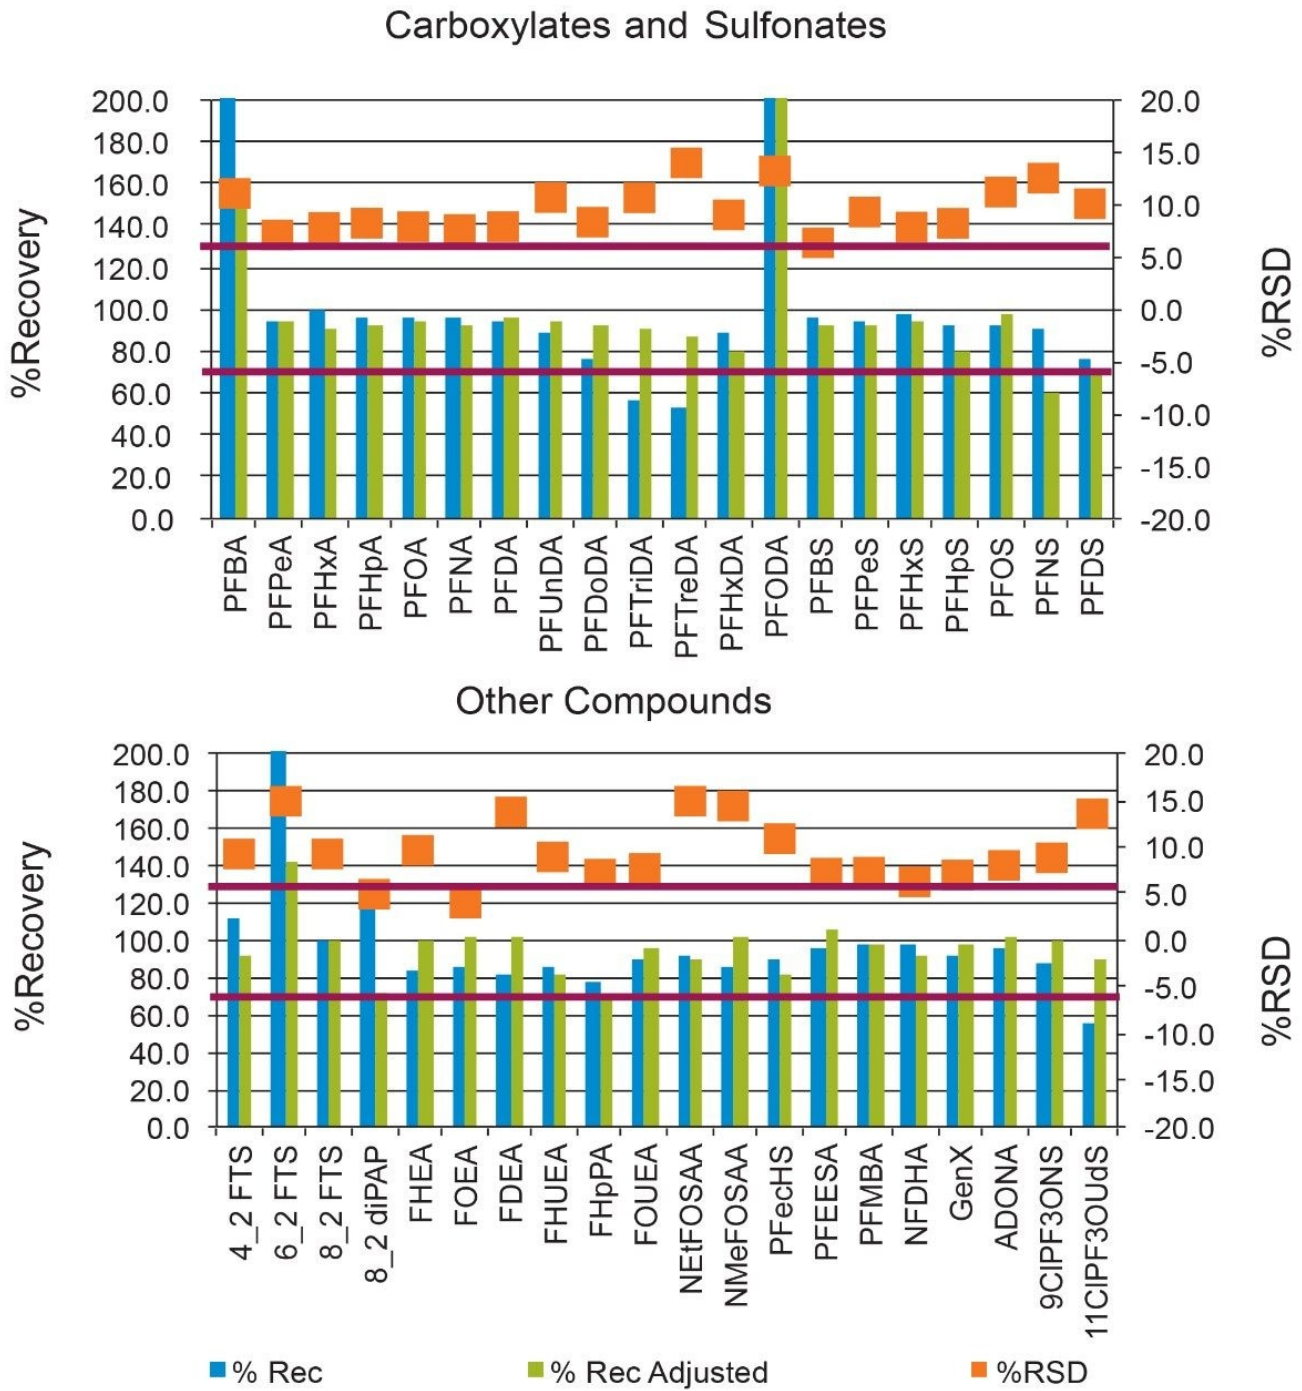 Carboxylates and Sulfonates
%Recovery
200.0
180.0
160.0
140.0
120.0
100.0
80.0
60.0
40.0
20.0
0.0
20.0
15.0
10.0
5.0
0.0
-5.0
-10.0
-15.0
-20.0
%RSD
PFBA
PFPeA
PFHxA
PFHpA
PFOA
PFNA
PFDA
PFUnDA
PFDoDA
PFTriDA
PFTreDA
PFHxDA
PFODA
PFBS
PFPeS
PFHxS
PFHpS
PFOS
PFNS
PFDS
Other Compounds
%Recovery
200.0
180.0
160.0
140.0
120.0
100.0
80.0
60.0
40.0
20.0
0.0
20.0
15.0
10.0
5.0
0.0
-5.0
-10.0
-15.0
-20.0
%RSD
4_2 FTS
6_2 FTS
8_2 FTS
8_2 diPAP
FHEA
FOEA
FDEA
FHUEA
FHpPA
FOUEA
NEtFOSAA
NMeFOSAA
PFecHS
PFEESA
PFMBA
NFDHA
GenX
ADONA
9CIPF3ONS
11CIPF3OUdS
% Rec
% Rec Adjusted
%RSD